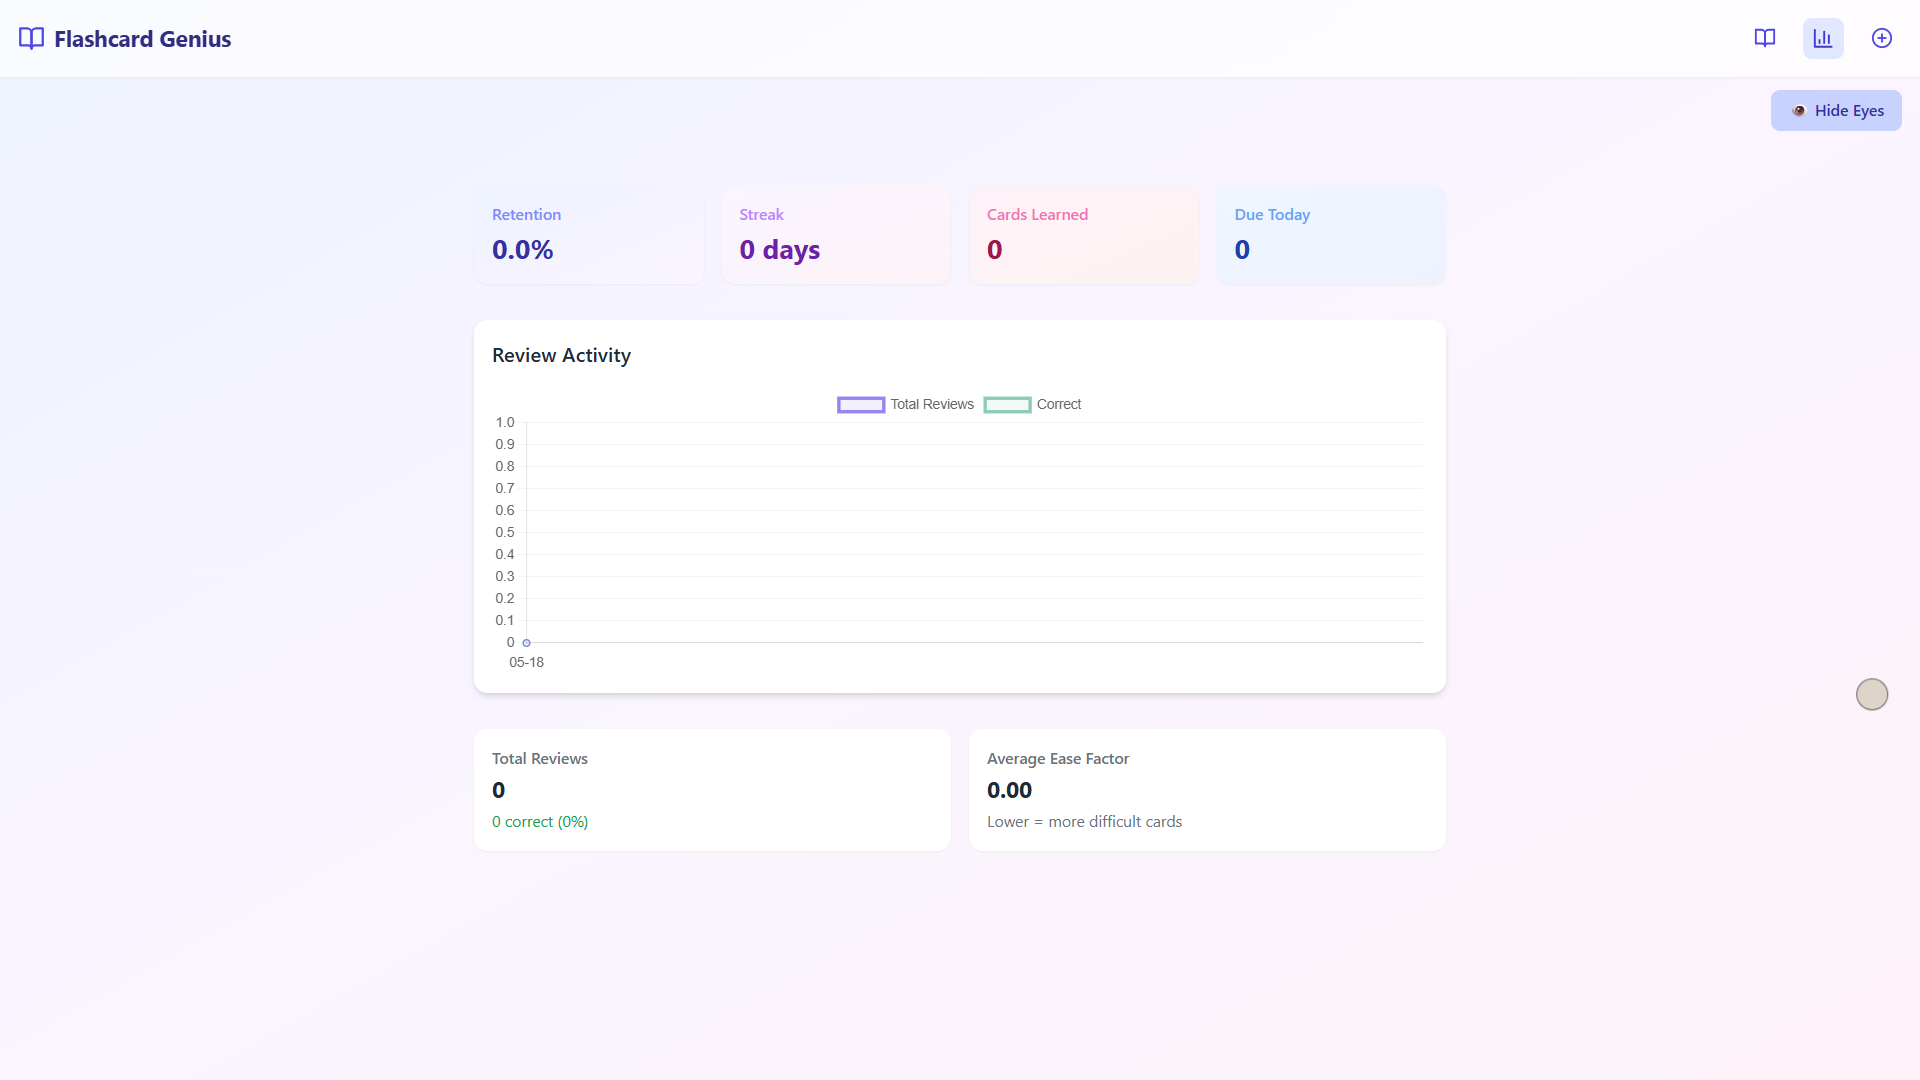 Flashcard Genius
Hide Eyes
Retention
0.0%
Streak
0 days
Cards Learned
0
Due Today
0
Review Activity
Total Reviews
Correct
1.0
0.9
0.8
0.7
0.6
0.5
0.4
0.3
0.2
0.1
0
05-18
Total Reviews
0
0 correct (0%)
Average Ease Factor
0.00
Lower = more difficult cards